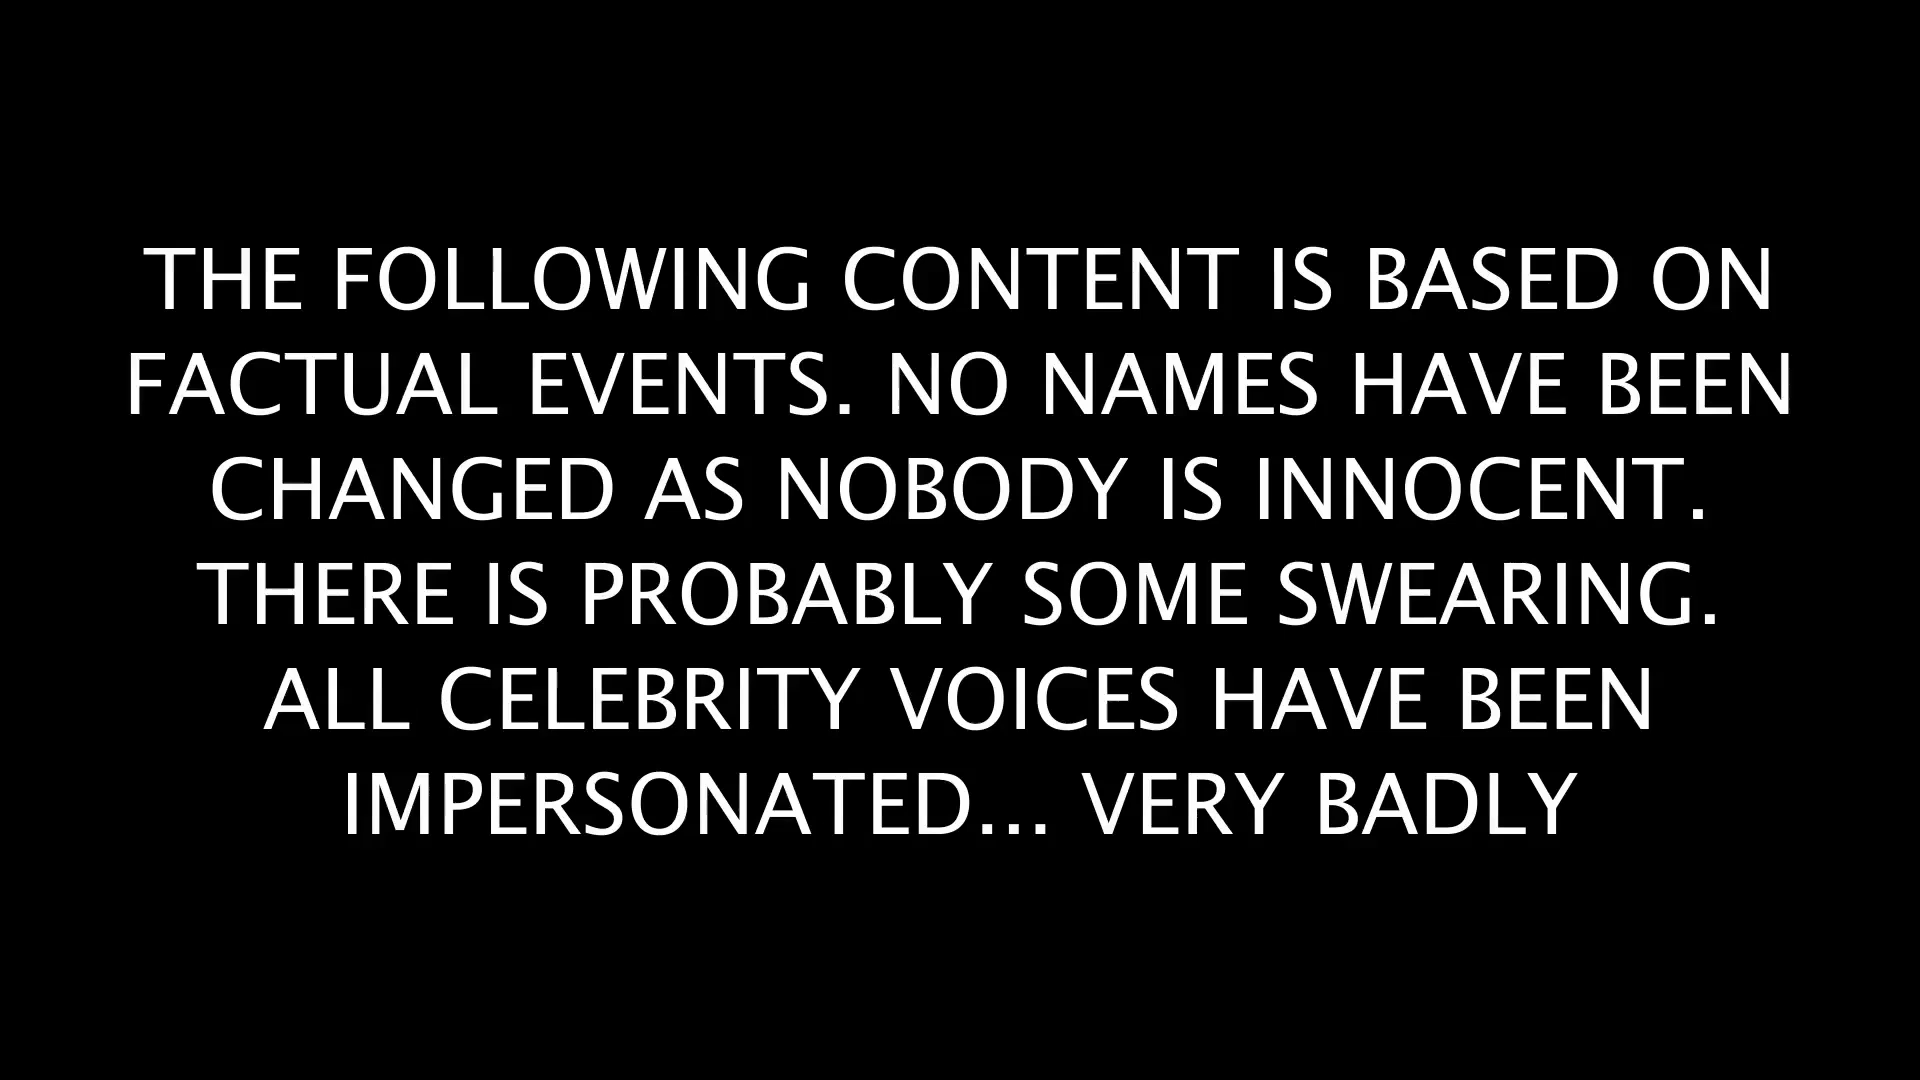 THE FOLLOWING CONTENT IS BASED ON
FACTUAL EVENTS. NO NAMES HAVE BEEN
CHANGED AS NOBODY IS INNOCENT.
THERE IS PROBABLY SOME SWEARING.
ALL CELEBRITY VOICES HAVE BEEN
IMPERSONATED... VERY BADLY